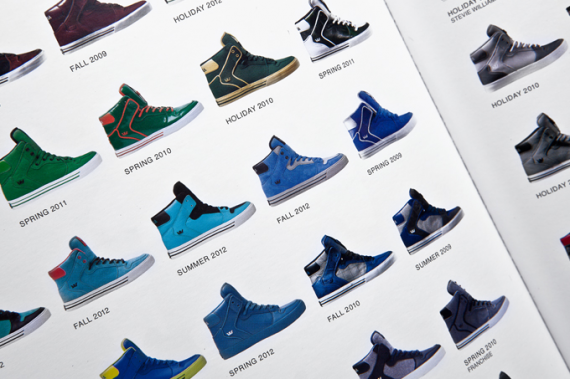 HOLIDAY 2012
HOLIDAY
STEVIE WILLIAM
FALL 2009
SPRING 2011
HOLIDAY 2010
HOLIDAY 2010
SPRING 2010
SPRING 2009
HOLIDAY
SPRING 2011
FALL 2012
SUMMER 2012
SUMMER 2009
FALL 2012
FALL 2010
SPRING 2012
SPRING 2010
FRANCHISE